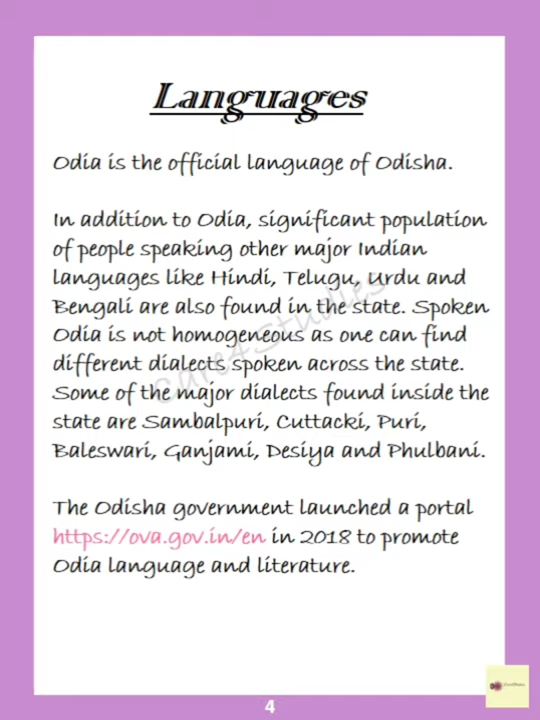 Languages
Odia is the official language of Odisha.
In addition to Odia, significant population
of people speaking other major Indian
languages like Hindi, Telugu, Urdu and
Bengali are also found in the state. Spoken
Odia is not homogeneous as one can find
different dialects spoken across the state.
Some of the major dialects found inside the
state are Sambalpuri, Cuttacki, Puri,
Baleswari, Ganjami, Desiya and Phulbani.
The Odisha government launched a portal
https://ova.gov.in/en in 2018 to promote
Odia language and literature.
Care4Studies
4